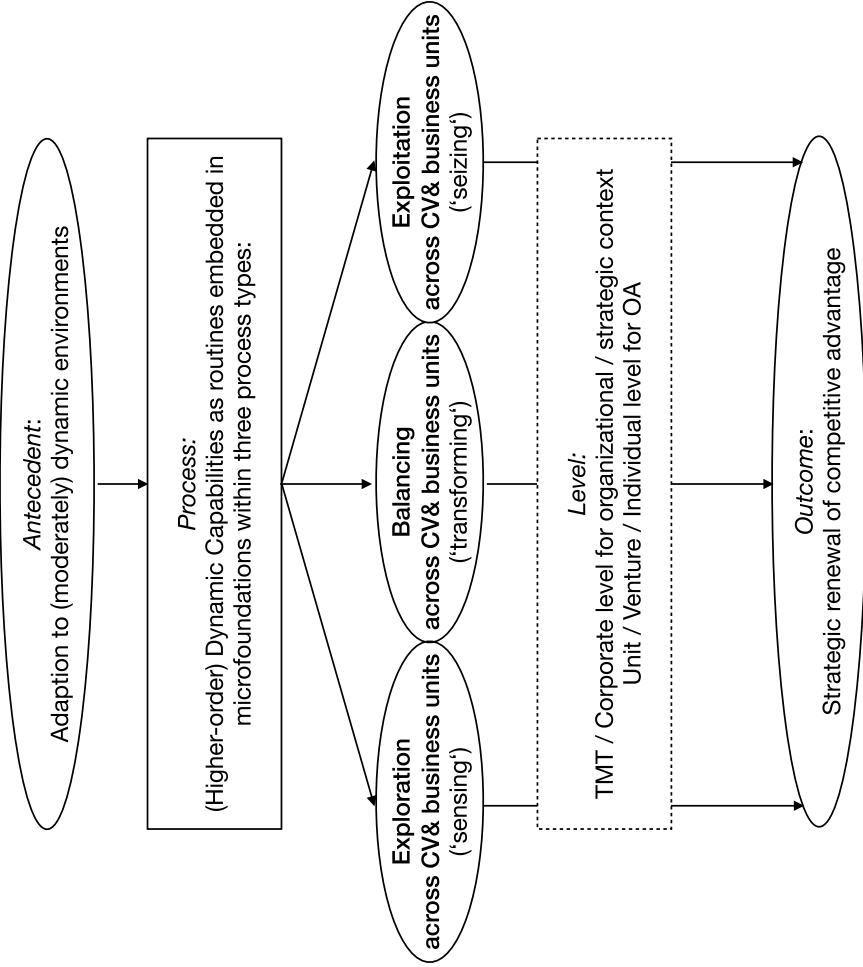 Antecedent:
Adaption to (moderately) dynamic environments
Process:
(Higher-order) Dynamic Capabilities as routines embedded in
microfoundations within three process types:
Exploration
across CV& business units
(‘sensing‘)
Balancing
across CV& business units
(‘transforming‘)
Exploitation
across CV& business units
(‘seizing‘)
Level:
TMT / Corporate level for organizational / strategic context
Unit / Venture / Individual level for OA
Outcome:
Strategic renewal of competitive advantage